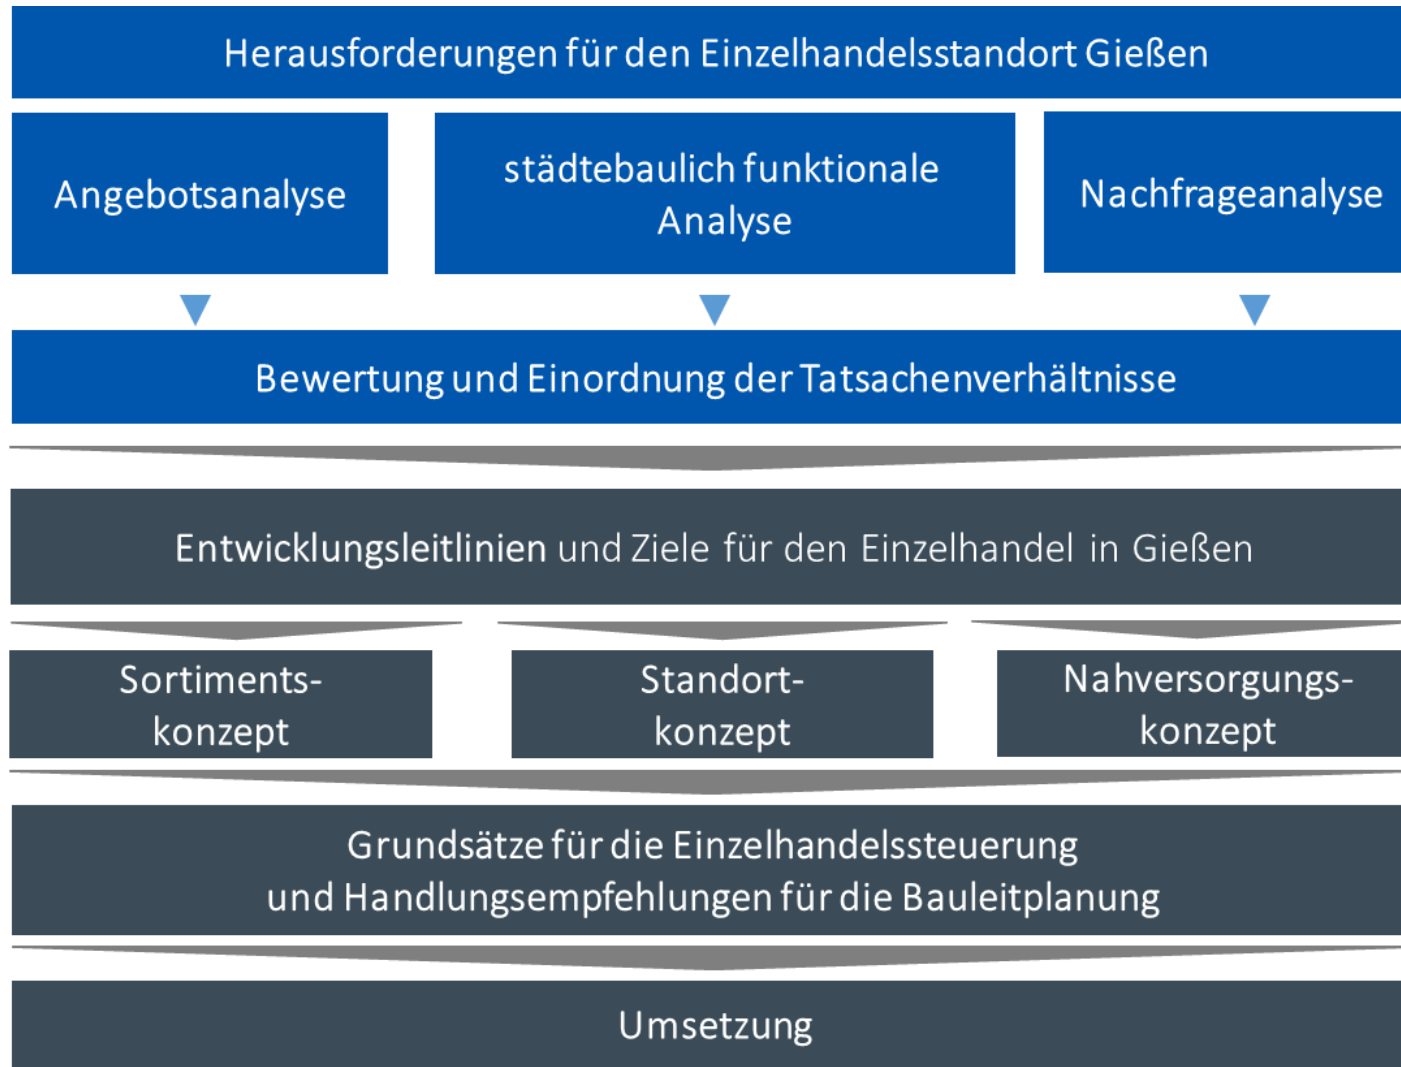 Herausforderungen für den Einzelhandelsstandort Gießen
Angebotsanalyse
städtebaulich funktionale
Analyse
Nachfrageanalyse
Bewertung und Einordnung der Tatsachenverhältnisse
Entwicklungsleitlinien und Ziele für den Einzelhandel in Gießen
Sortiments-
konzept
Standort-
konzept
Nahversorgungs-
konzept
Grundsätze für die Einzelhandelssteuerung
und Handlungsempfehlungen für die Bauleitplanung
Umsetzung